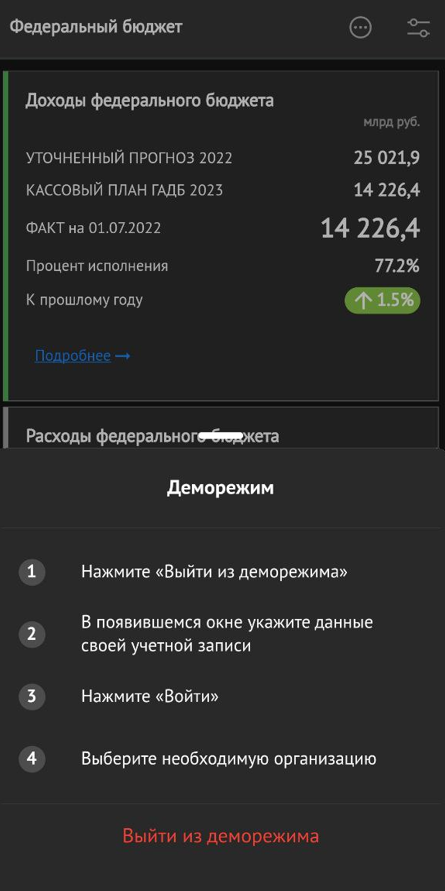 Федеральный бюджет
Доходы федерального бюджета
млрд руб.
УТОЧНЕННЫЙ ПРОГНОЗ 2022 25 021,9
КАССОВЫЙ ПЛАН ГАДБ 2023 14 226,4
ФАКТ на 01.07.2022 14 226,4
Процент исполнения 77.2%
К прошлому году ↑ 1.5%
Подробнее →
Расходы федерального бюджета
Деморежим
1 Нажмите «Выйти из деморежима»
2 В появившемся окне укажите данные
своей учетной записи
3 Нажмите «Войти»
4 Выберите необходимую организацию
Выйти из деморежима